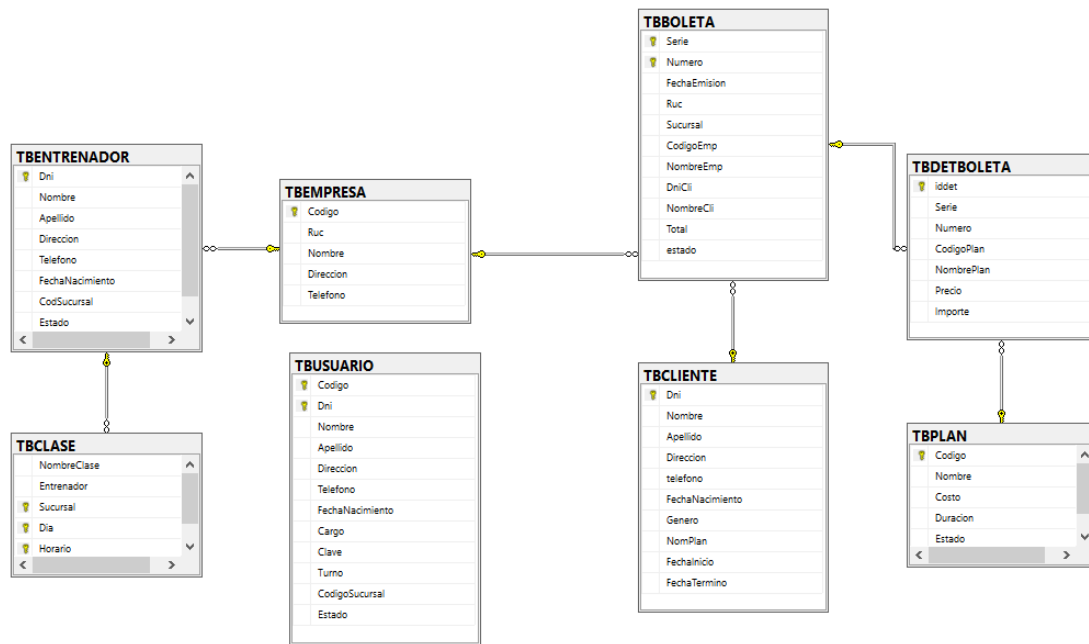 TBBOLETA
Serie
Numero
FechaEmision
Ruc
Sucursal
CodigoEmp
NombreEmp
DniCli
NombreCli
Total
estado
TBENTRENADOR
Dni
Nombre
Apellido
Direccion
Telefono
FechaNacimiento
CodSucursal
Estado
TBEMPRESA
Codigo
Ruc
Nombre
Direccion
Telefono
TBDETBOLETA
iddet
Serie
Numero
CodigoPlan
NombrePlan
Precio
Importe
TBUSUARIO
Codigo
Dni
Nombre
Apellido
Direccion
Telefono
FechaNacimiento
Cargo
Clave
Turno
CodigoSucursal
Estado
TBCLIENTE
Dni
Nombre
Apellido
Direccion
telefono
FechaNacimiento
Genero
NomPlan
FechaInicio
FechaTermino
TBCLASE
NombreClase
Entrenador
Sucursal
Dia
Horario
TBPLAN
Codigo
Nombre
Costo
Duracion
Estado